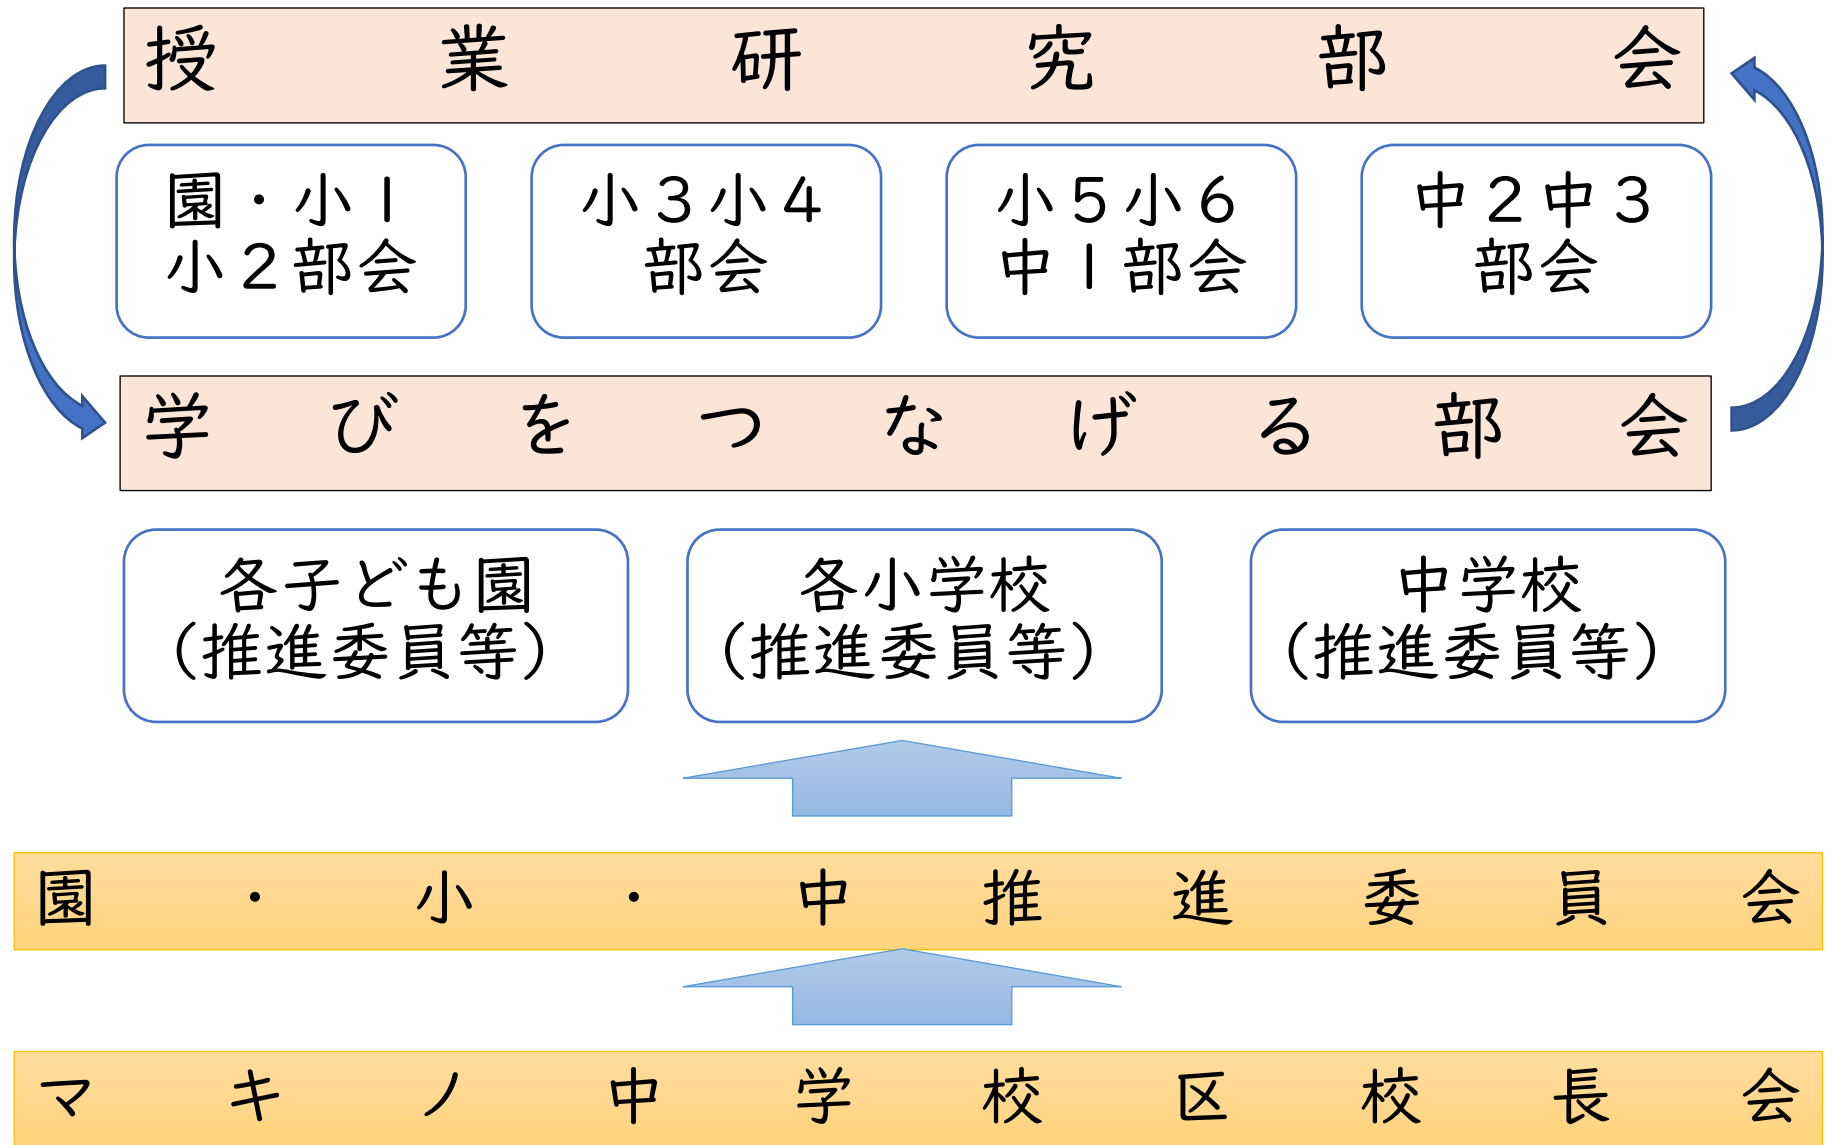 授業研究部会
園・小１
小２部会
小３小４
部会
小５小６
中１部会
中２中３
部会
学びをつなげる部会
各子ども園
（推進委員等）
各小学校
（推進委員等）
中学校
（推進委員等）
園・小・中推進委員会
マキノ中学校区校長会